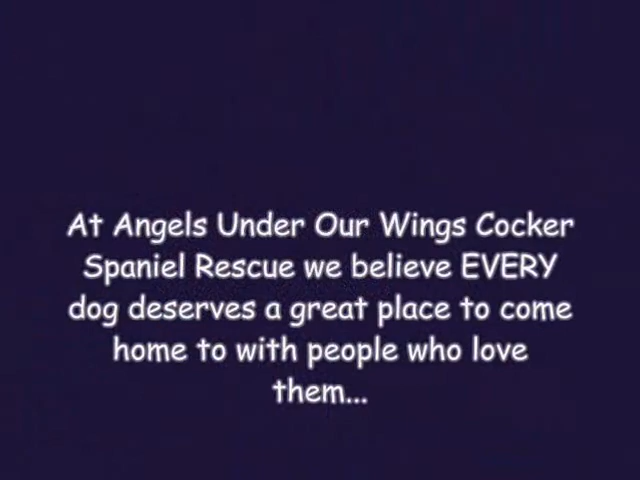 At Angels Under Our Wings Cocker
Spaniel Rescue we believe EVERY
dog deserves a great place to come
home to with people who love
them...